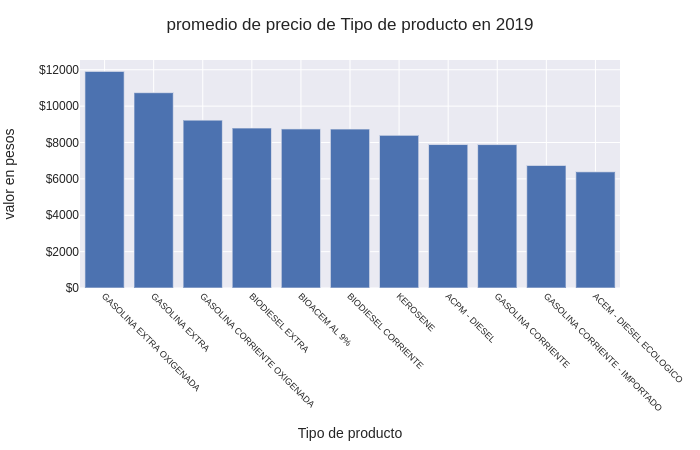 promedio de precio de Tipo de producto en 2019
valor en pesos
$12000
$10000
$8000
$6000
$4000
$2000
$0
GASOLINA EXTRA OXIGENADA
GASOLINA EXTRA
GASOLINA CORRIENTE OXIGENADA
BIODIESEL EXTRA
BIOACEM AL 9%
BIODIESEL CORRIENTE
KEROSENE
ACPM - DIESEL
GASOLINA CORRIENTE
GASOLINA CORRIENTE - IMPORTADO
ACEM - DIESEL ECOLOGICO
Tipo de producto